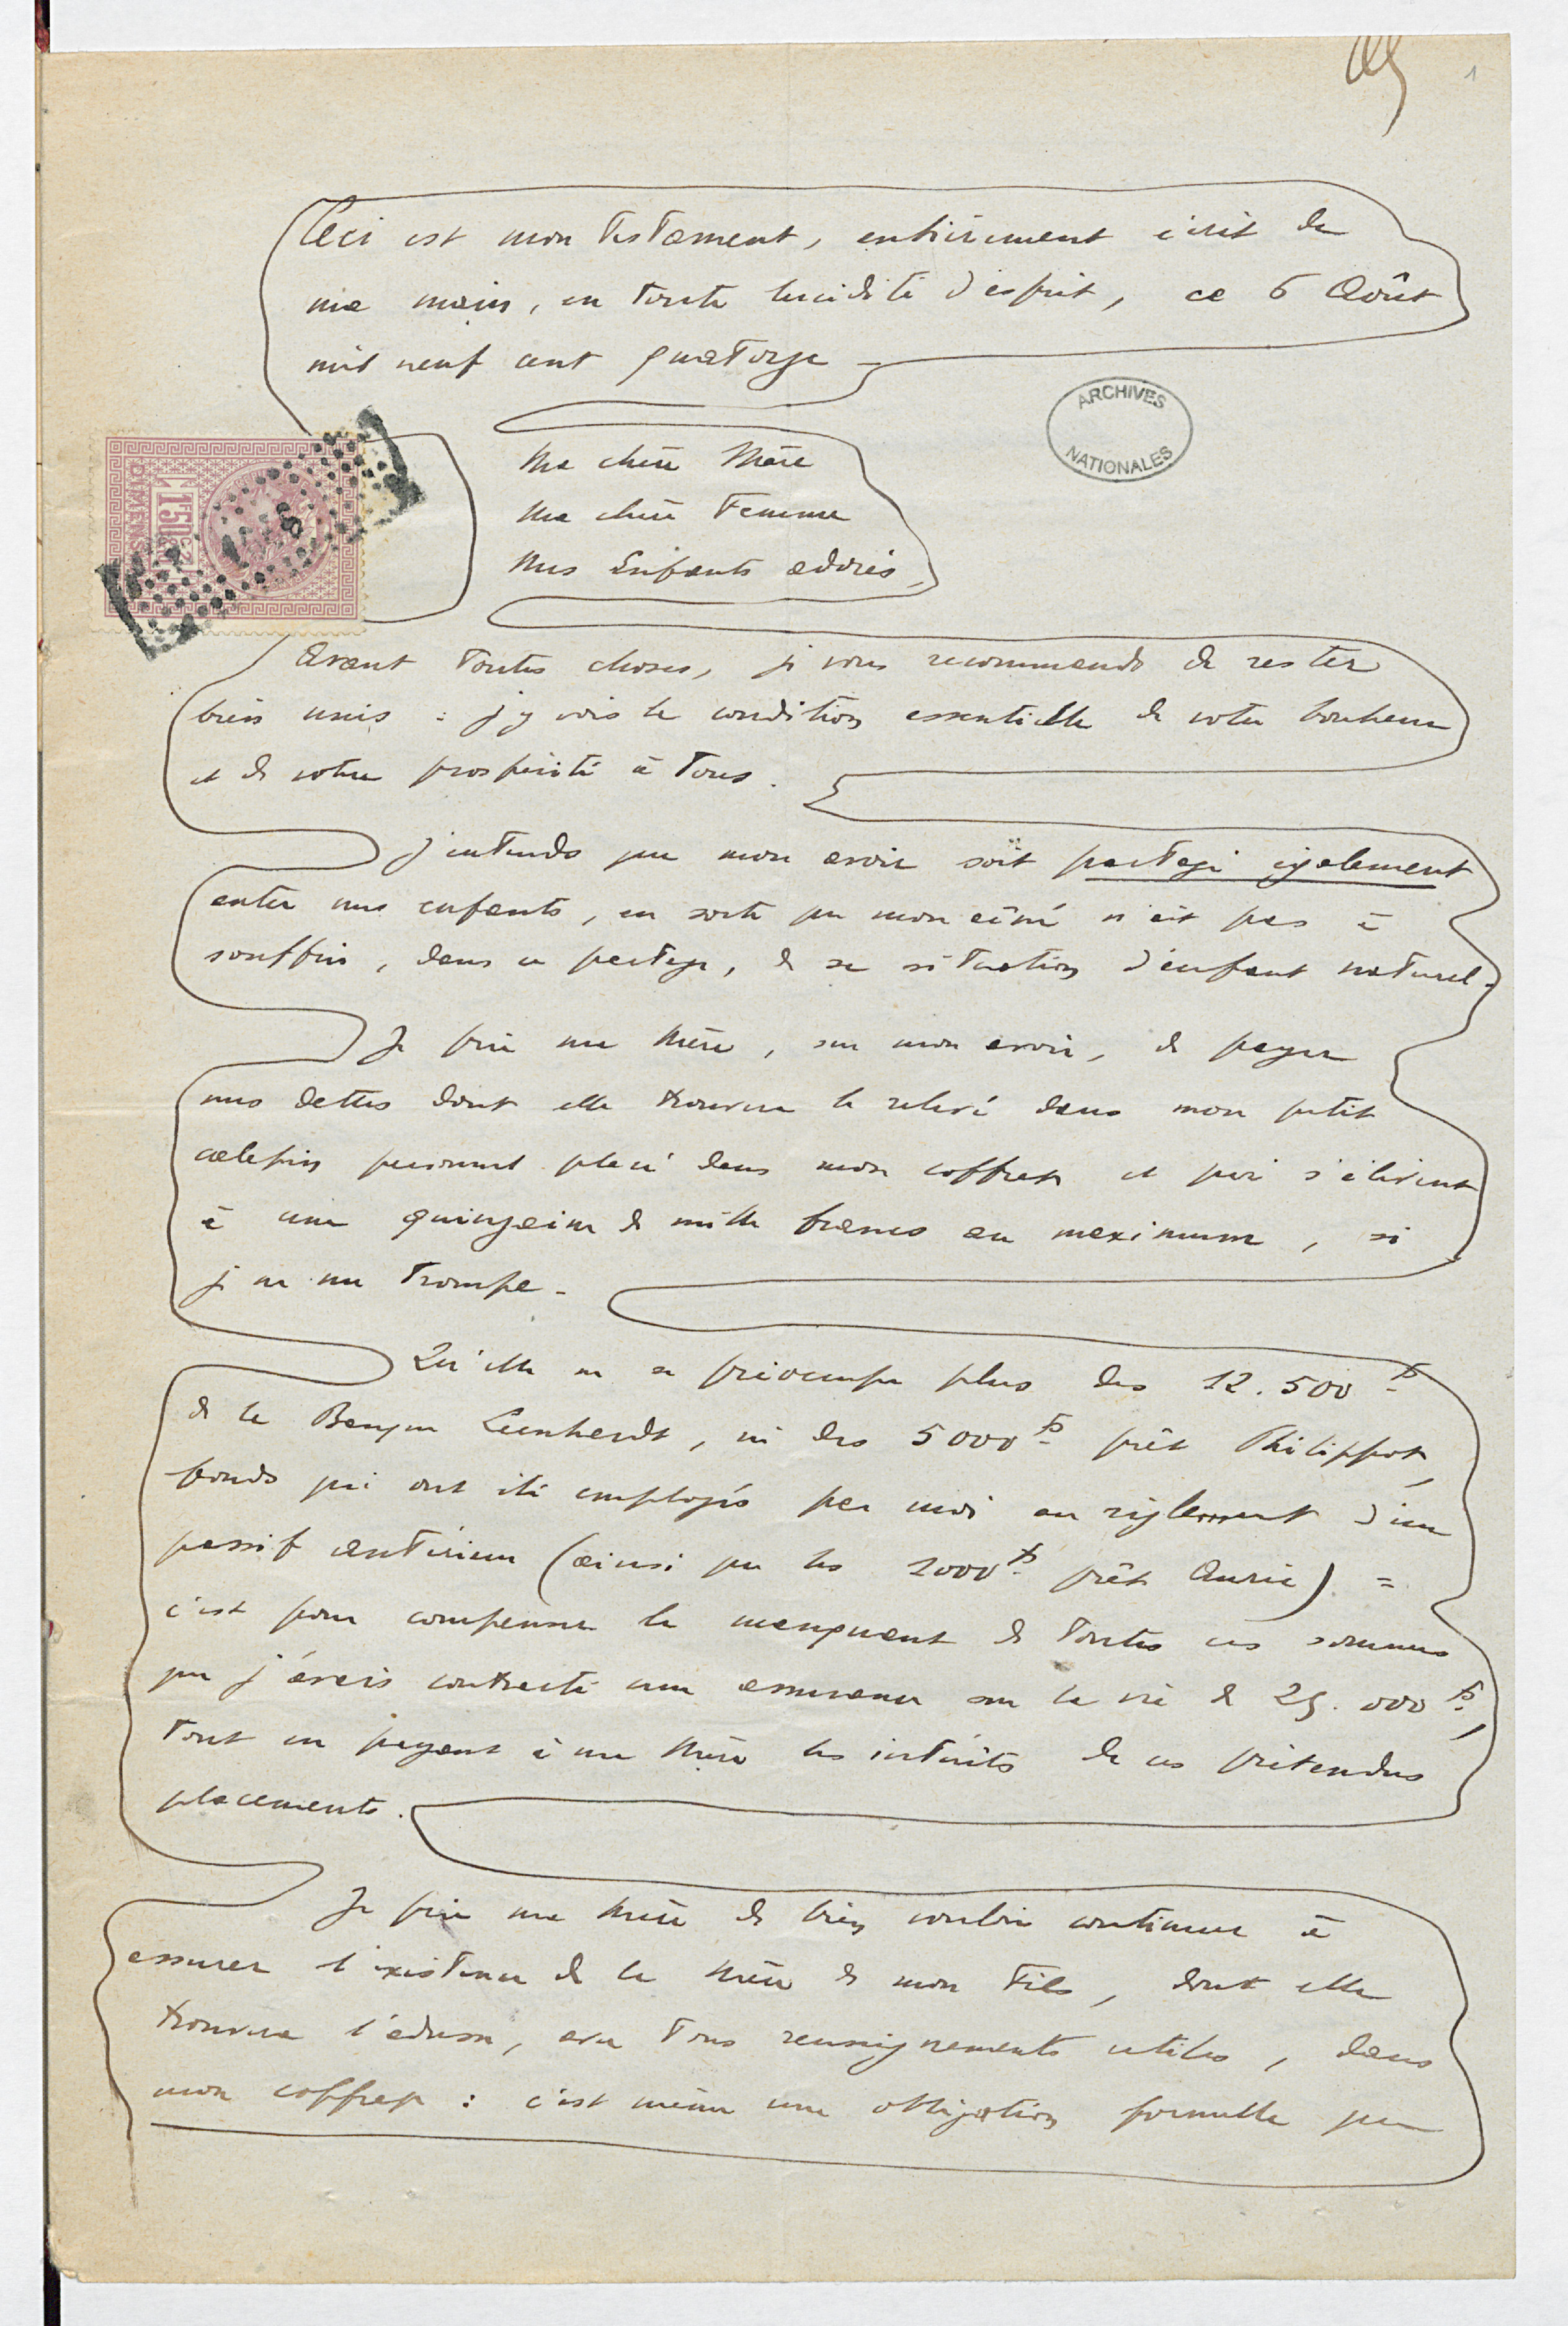 1
Ceci est mon testament, entièrement écrit de
ma main, en toute lucidité d'esprit, ce 6 Août
mil neuf cent quatorze
ARCHIVES
NATIONALES
Ma chère Mère
Ma chère Femme
Mes Enfants adorés,
Avant toutes choses, je vous recommande de rester
bien unis : j'y vois la condition essentielle de votre bonheur
et de votre prospérité à tous.
J'entends que mon avoir soit partagé également
entre mes enfants, en sorte que mon aîné n'ait pas à
souffrir, dans ce partage, de sa situation d'enfant naturel.
Je prie ma Mère, sur mon avoir, de payer
mes dettes dont elle trouvera le relevé dans mon petit
calepin personnel placé dans mon coffret et qui s'élèvent
à une quinzaine de mille francs au maximum, si
je ne me trompe.
Qu'elle ne se préoccupe plus des 12.500 fs
de la Banque Leenhardt, ni des 5000 fs prêt Philippot,
fonds qui ont été employés par moi au règlement d'un
passif antérieur (ainsi que les 2000 fs prêt Aurie) =
c'est pour compenser le manquant de toutes ces sommes
que j'avais contracté une assurance sur la vie de 25.000 fs,
tout en payant à ma Mère les intérêts de ces prétendus
placements.
Je prie ma Mère de bien vouloir continuer à
assurer l'existence de la Mère de mon Fils, dont elle
trouvera l'adresse, avec tous renseignements utiles, dans
mon coffret : c'est même une obligation formelle que